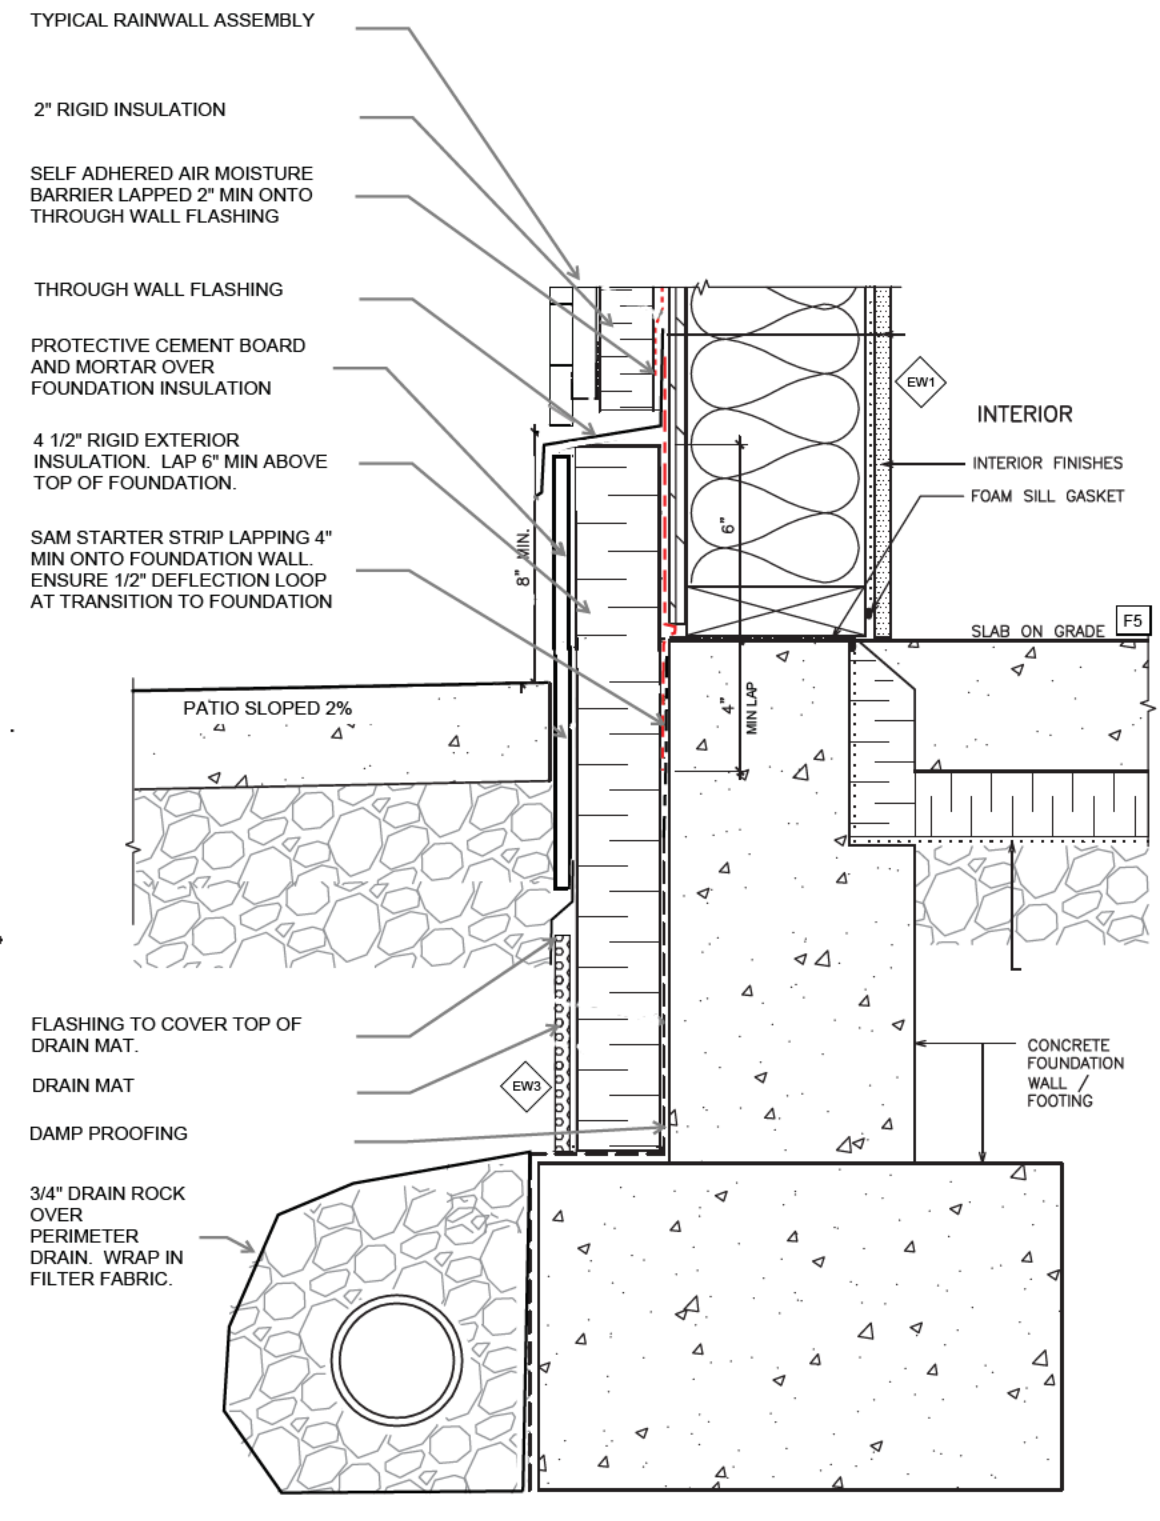 TYPICAL RAINWALL ASSEMBLY
2" RIGID INSULATION
SELF ADHERED AIR MOISTURE
BARRIER LAPPED 2" MIN ONTO
THROUGH WALL FLASHING
THROUGH WALL FLASHING
PROTECTIVE CEMENT BOARD
AND MORTAR OVER
FOUNDATION INSULATION
4 1/2" RIGID EXTERIOR
INSULATION. LAP 6" MIN ABOVE
TOP OF FOUNDATION.
SAM STARTER STRIP LAPPING 4"
MIN ONTO FOUNDATION WALL.
ENSURE 1/2" DEFLECTION LOOP
AT TRANSITION TO FOUNDATION
8" MIN.
6"
4"
MIN LAP
EW1
INTERIOR
INTERIOR FINISHES
FOAM SILL GASKET
SLAB ON GRADE
F5
PATIO SLOPED 2%
FLASHING TO COVER TOP OF
DRAIN MAT.
DRAIN MAT
EW3
DAMP PROOFING
CONCRETE
FOUNDATION
WALL /
FOOTING
3/4" DRAIN ROCK
OVER
PERIMETER
DRAIN. WRAP IN
FILTER FABRIC.